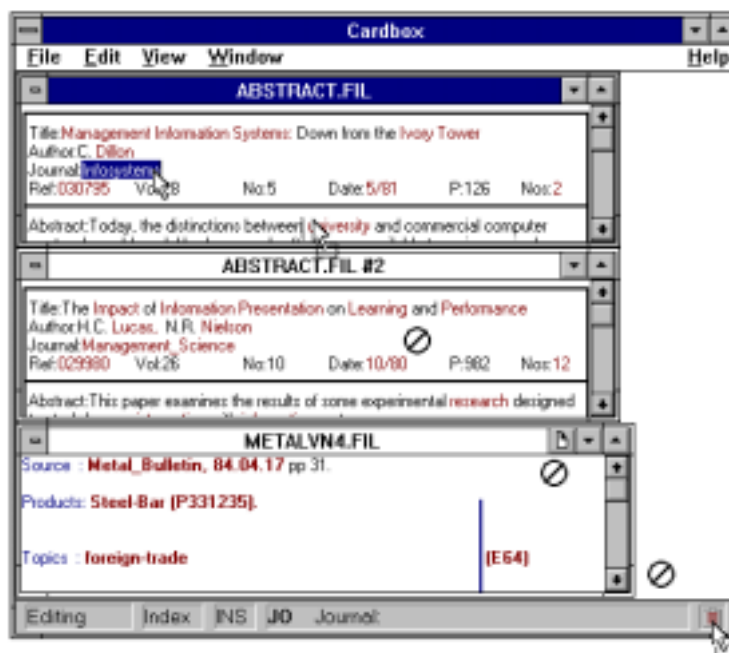 Cardbox
File Edit View Window Help
ABSTRACT.FIL
Title:Management Information Systems: Down from the Ivory Tower
Author:C. Dillon
Journal:Infosystems
Ref:030795 Vol:28 No:5 Date:5/81 P:126 Nos:2
Abstract:Today, the distinctions between university and commercial computer
ABSTRACT.FIL #2
Title:The Impact of Information Presentation on Learning and Performance
Author:H.C. Lucas, N.R. Nielson
Journal:Management_Science
Ref:029980 Vol:26 No:10 Date:10/80 P:982 Nos:12
Abstract:This paper examines the results of some experimental research designed
METALVN4.FIL
Source : Metal_Bulletin, 84.04.17 pp 31.
Products: Steel-Bar (P331235).
Topics : foreign-trade (E64)
Editing Index INS JO Journal: